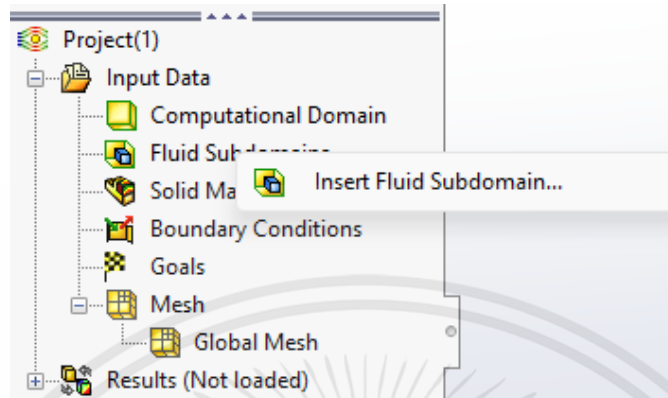 Project(1)
Input Data
Computational Domain
Fluid Subdomains
Insert Fluid Subdomain...
Solid Ma
Boundary Conditions
Goals
Mesh
Global Mesh
Results (Not loaded)